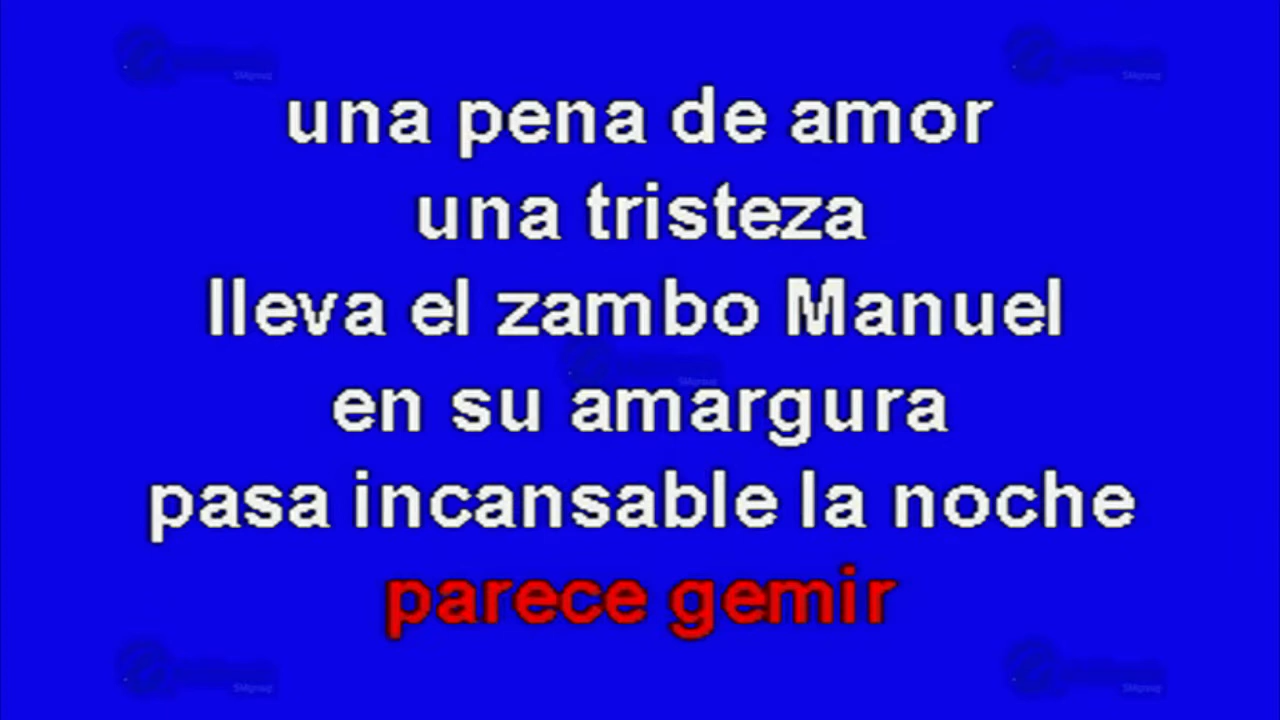 una pena de amor
una tristeza
lleva el zambo Manuel
en su amargura
pasa incansable la noche
parece gemir